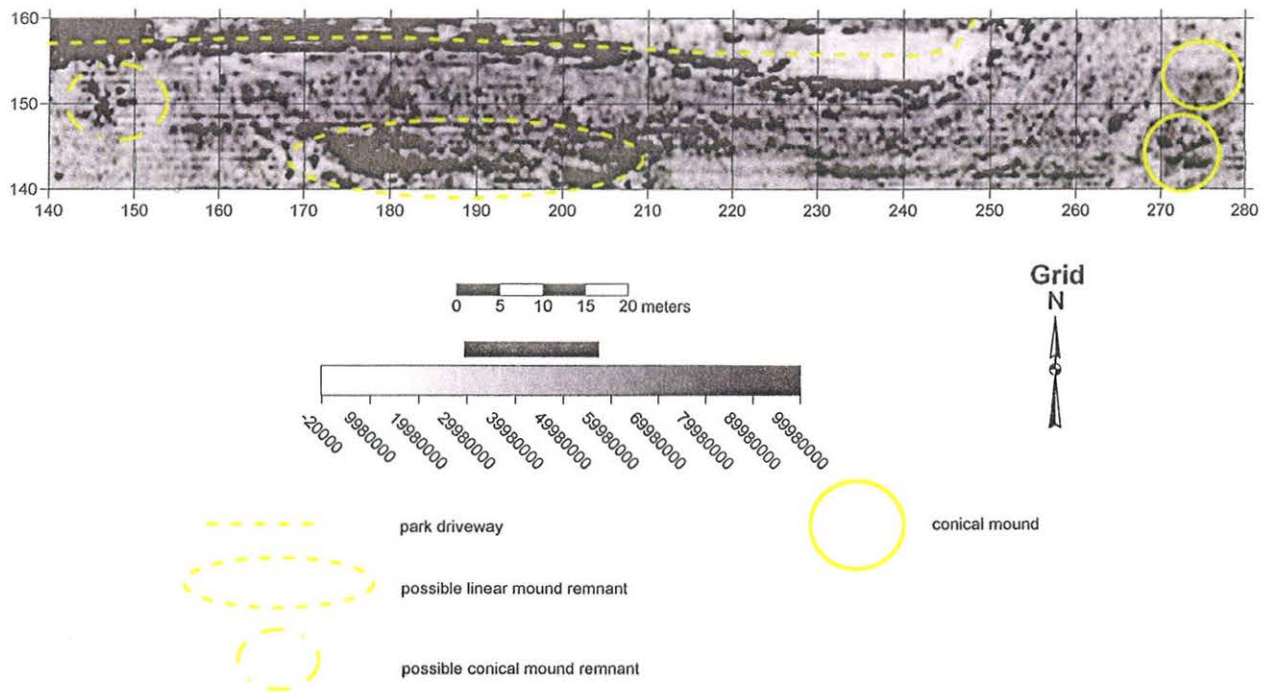 160
150
140
140 150 160 170 180 190 200 210 220 230 240 250 260 270 280
Grid
N
0 5 10 15 20 meters
-20000 9980000 19980000 29980000 39980000 49980000 59980000 69980000 79980000 89980000 99980000
park driveway
conical mound
possible linear mound remnant
possible conical mound remnant